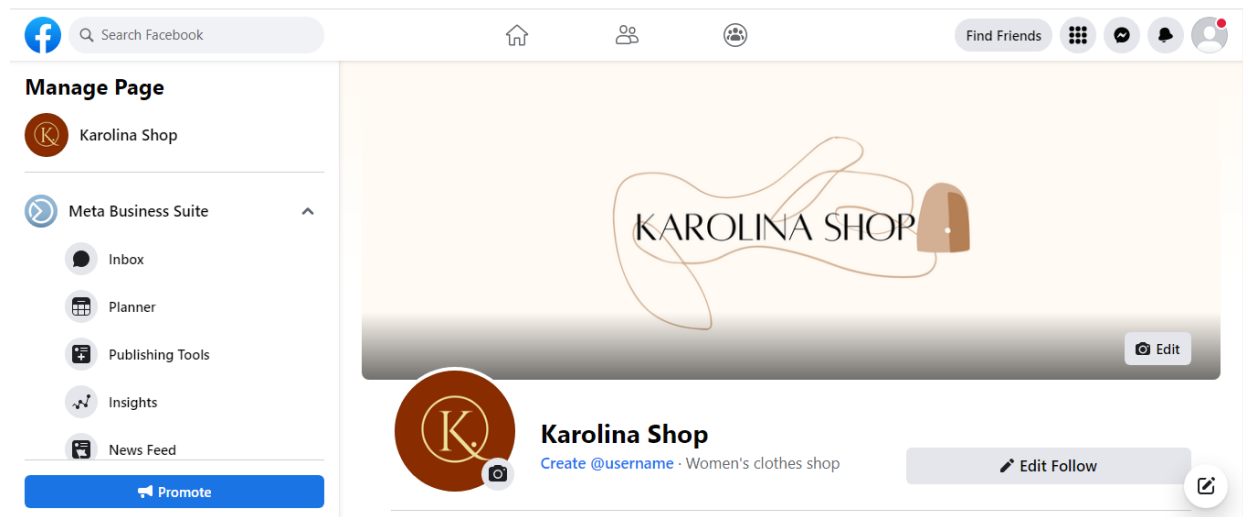 Search Facebook
Find Friends
Manage Page
K
Karolina Shop
Meta Business Suite
Inbox
Planner
Publishing Tools
Insights
News Feed
Promote
KAROLINA SHOP
Edit
K.
Karolina Shop
Create @username · Women's clothes shop
Edit Follow